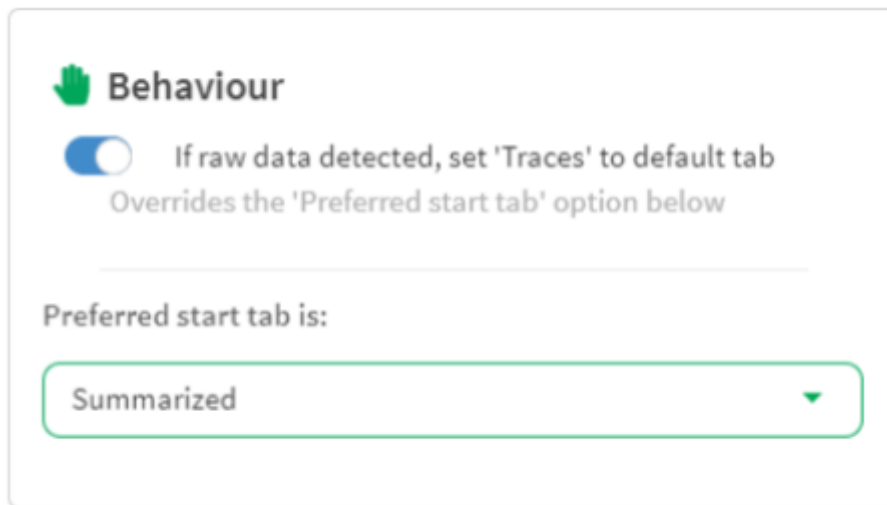 Behaviour
If raw data detected, set 'Traces' to default tab
Overrides the 'Preferred start tab' option below
Preferred start tab is:
Summarized